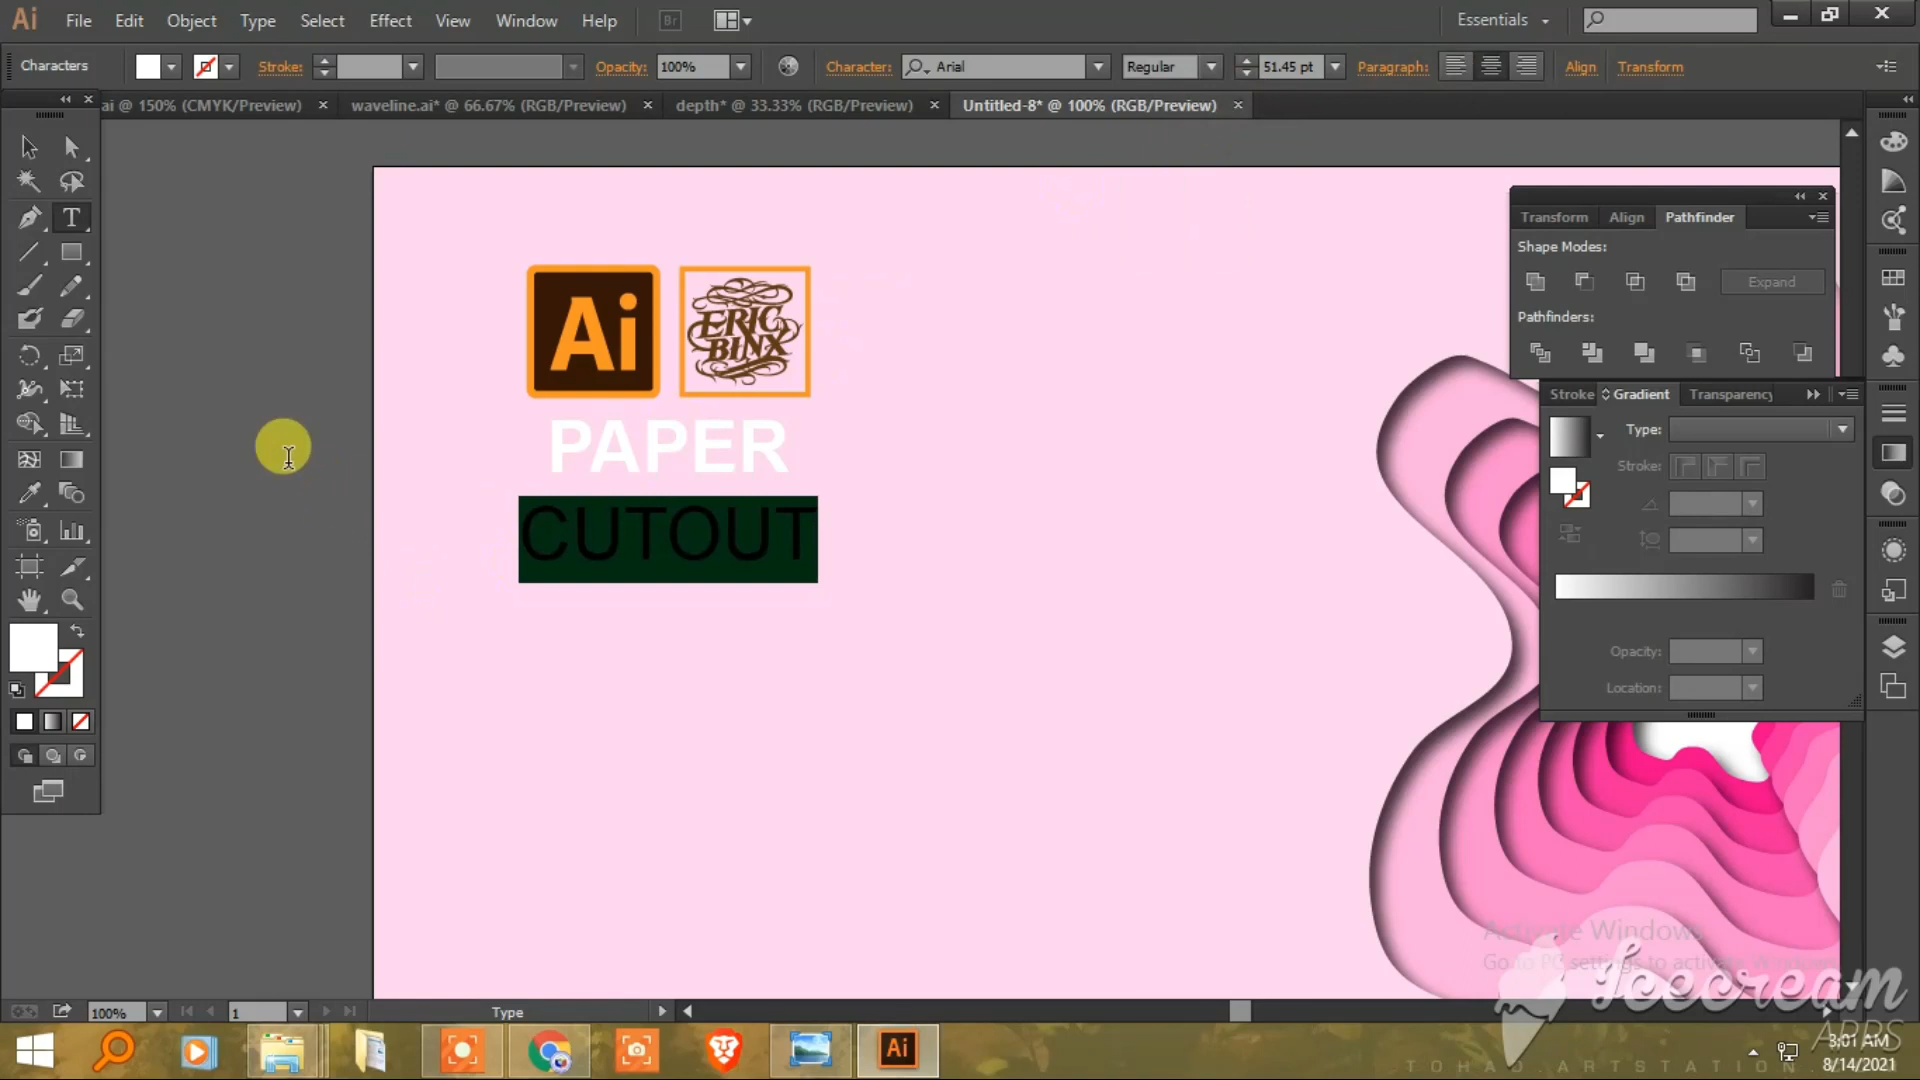 Ai File Edit Object Type Select Effect View Window Help Br Essentials
Characters Stroke: Opacity: 100% Character: Arial Regular 51.45 pt Paragraph: Align Transform
ai @ 150% (CMYK/Preview) waveline.ai* @ 66.67% (RGB/Preview) depth* @ 33.33% (RGB/Preview) Untitled-8* @ 100% (RGB/Preview)
Transform Align Pathfinder
Shape Modes:
Expand
Pathfinders:
Ai
ERIC
BINX
PAPER
CUTOUT
Stroke Gradient Transparency
Type:
Stroke:
Opacity:
Location:
Activate Windows
Go to PC settings to activate Windows.
Icecream
APPS
100% 1 Type
Ai
3:01 AM
8/14/2021
TOHAD.ARTSTATION.